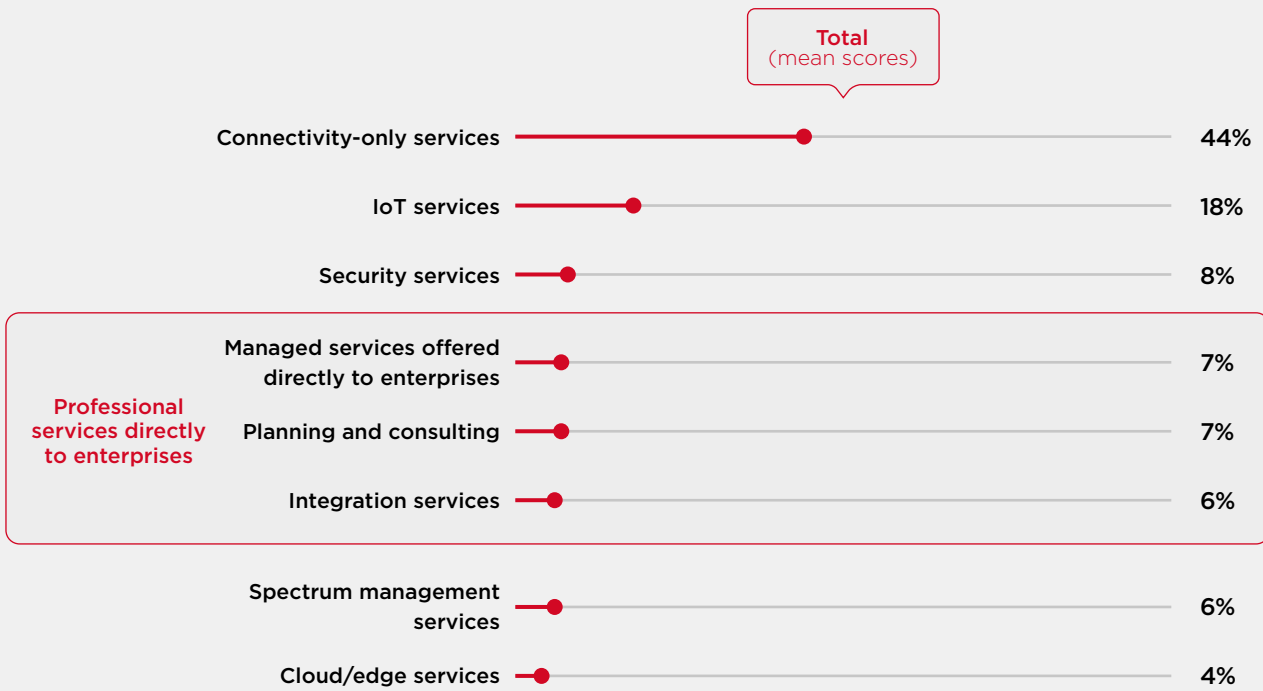 Total
(mean scores)
Connectivity-only services 44%
IoT services 18%
Security services 8%
Professional
services directly
to enterprises
Managed services offered
directly to enterprises
7%
Planning and consulting 7%
Integration services 6%
Spectrum management
services
6%
Cloud/edge services 4%